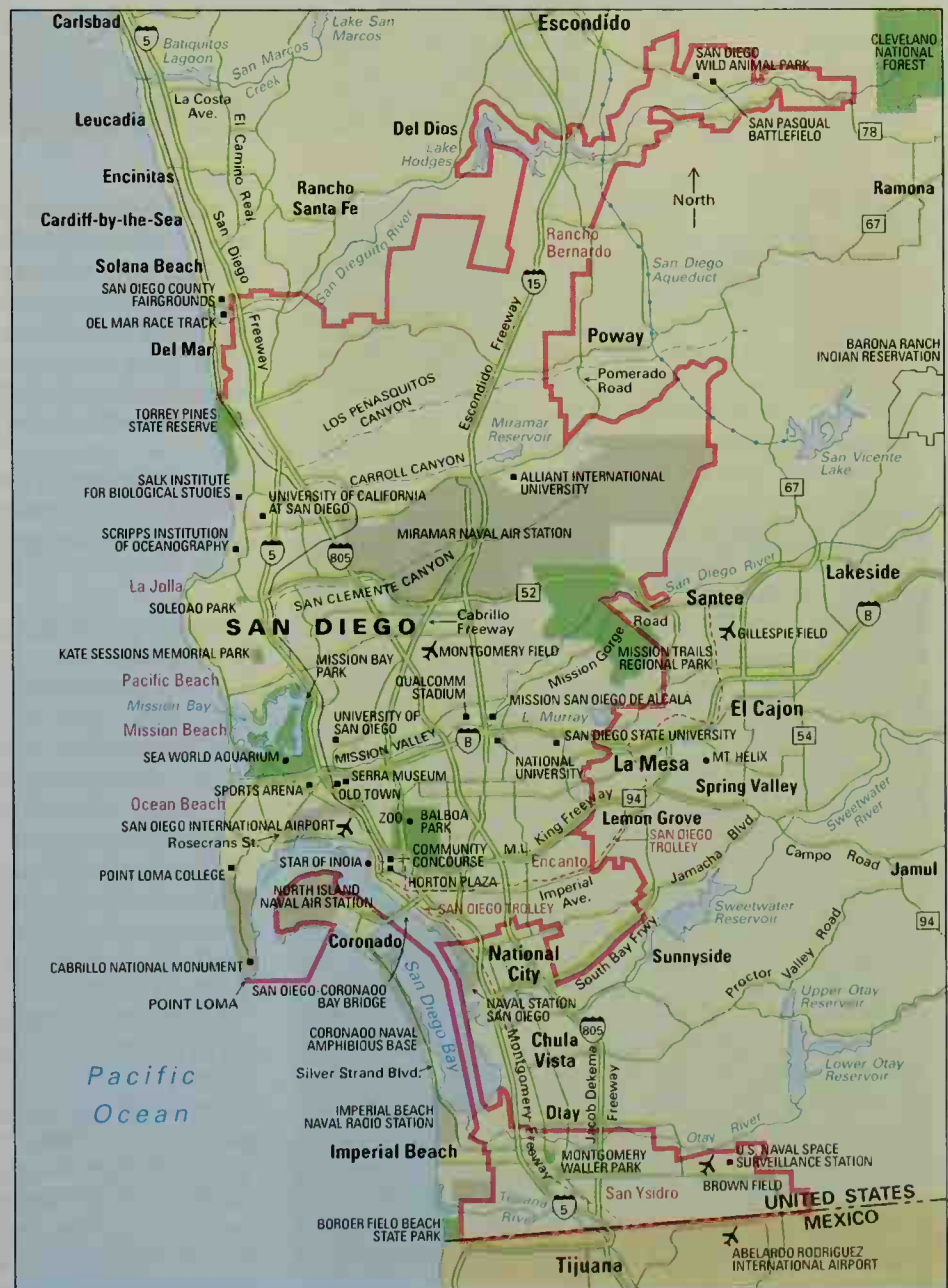 Carlsbad
5
Batiquitos
Lagoon
Lake San
Marcos
San Marcos
Creek
Escondido
CLEVELAND
NATIONAL
FOREST
SAN DIEGO
WILD ANIMAL PARK
SAN PASQUAL
BATTLEFIELD
La Costa
Ave.
El Camino Real
Leucadia
Del Dios
Lake
Hodges
78
Encinitas
Rancho
Santa Fe
North
Ramona
67
Cardiff-by-the-Sea
San Diego
Freeway
San Dieguito River
Rancho
Bernardo
San Diego
Aqueduct
Solana Beach
SAN DIEGO COUNTY
FAIRGROUNDS
DEL MAR RACE TRACK
15
Escondido Freeway
Del Mar
Poway
Pomerado
Road
BARONA RANCH
INDIAN RESERVATION
LOS PENASQUITOS
CANYON
TORREY PINES
STATE RESERVE
Miramar
Reservoir
San Vicente
Lake
CARROLL CANYON
SALK INSTITUTE
FOR BIOLOGICAL STUDIES
UNIVERSITY OF CALIFORNIA
AT SAN DIEGO
ALLIANT INTERNATIONAL
UNIVERSITY
67
SCRIPPS INSTITUTION
OF OCEANOGRAPHY
5
805
MIRAMAR NAVAL AIR STATION
San Diego River
Lakeside
La Jolla
SOLEDAD PARK
SAN CLEMENTE CANYON
52
Santee
8
SAN DIEGO
Cabrillo
Freeway
Mission Gorge
Road
GILLESPIE FIELD
KATE SESSIONS MEMORIAL PARK
MISSION BAY
PARK
MONTGOMERY FIELD
MISSION TRAILS
REGIONAL PARK
Pacific Beach
QUALCOMM
STADIUM
MISSION SAN DIEGO DE ALCALA
L. Murray
El Cajon
Mission Bay
Mission Beach
UNIVERSITY OF
SAN DIEGO
MISSION VALLEY
8
SAN DIEGO STATE UNIVERSITY
54
SEA WORLD AQUARIUM
NATIONAL
UNIVERSITY
La Mesa
MT HELIX
SPORTS ARENA
SERRA MUSEUM
OLD TOWN
Spring Valley
Ocean Beach
ZOO
BALBOA
PARK
M.L. King Freeway
94
Lemon Grove
Sweetwater
River
SAN DIEGO INTERNATIONAL AIRPORT
Rosecrans St.
SAN DIEGO
TROLLEY
STAR OF INDIA
COMMUNITY
CONCOURSE
Encanto
Jamacha Blvd.
Campo Road
POINT LOMA COLLEGE
HORTON PLAZA
Imperial
Ave.
Jamul
NORTH ISLAND
NAVAL AIR STATION
SAN DIEGO TROLLEY
Sweetwater
Reservoir
94
Coronado
National
City
South Bay Frwy
Sunnyside
CABRILLO NATIONAL MONUMENT
Proctor Valley Road
POINT LOMA
SAN DIEGO-CORONADO
BAY BRIDGE
San Diego Bay
NAVAL STATION
SAN DIEGO
Upper Otay
Reservoir
CORONADO NAVAL
AMPHIBIOUS BASE
805
Chula
Vista
Pacific
Ocean
Silver Strand Blvd.
Montgomery Freeway
Jacob Dekema
Freeway
Lower Otay
Reservoir
IMPERIAL BEACH
NAVAL RADIO STATION
Otay
Otay River
Imperial Beach
MONTGOMERY
WALLER PARK
U.S. NAVAL SPACE
SURVEILLANCE STATION
BROWN FIELD
Tijuana
River
San Ysidro
5
UNITED STATES
MEXICO
BORDER FIELD BEACH
STATE PARK
Tijuana
ABELARDO RODRIGUEZ
INTERNATIONAL AIRPORT